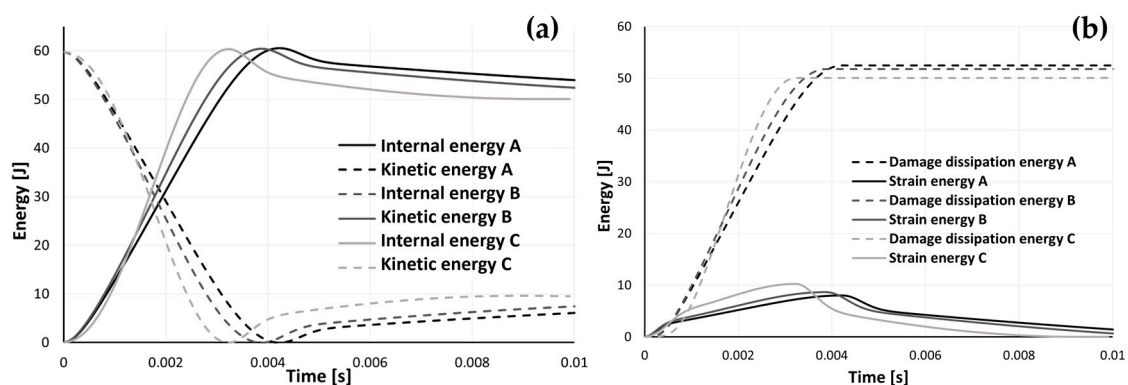 (a)
Energy [J]
60
50
40
30
20
10
0
Internal energy A
Kinetic energy A
Internal energy B
Kinetic energy B
Internal energy C
Kinetic energy C
0
0.002
0.004
0.006
0.008
0.01
Time [s]
(b)
Energy [J]
60
50
40
30
20
10
0
Damage dissipation energy A
Strain energy A
Damage dissipation energy B
Strain energy B
Damage dissipation energy C
Strain energy C
0
0.002
0.004
0.006
0.008
0.01
Time [s]